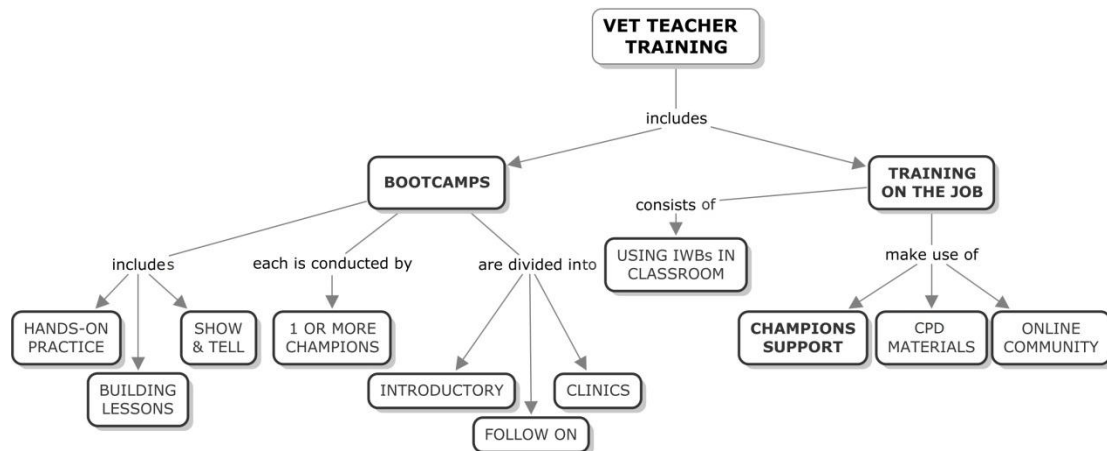 VET TEACHER
TRAINING
includes
BOOTCAMPS
TRAINING
ON THE JOB
consists of
includes
each is conducted by
are divided into
USING IWBs IN
CLASSROOM
make use of
HANDS-ON
PRACTICE
SHOW
& TELL
1 OR MORE
CHAMPIONS
CHAMPIONS
SUPPORT
CPD
MATERIALS
ONLINE
COMMUNITY
BUILDING
LESSONS
INTRODUCTORY
CLINICS
FOLLOW ON